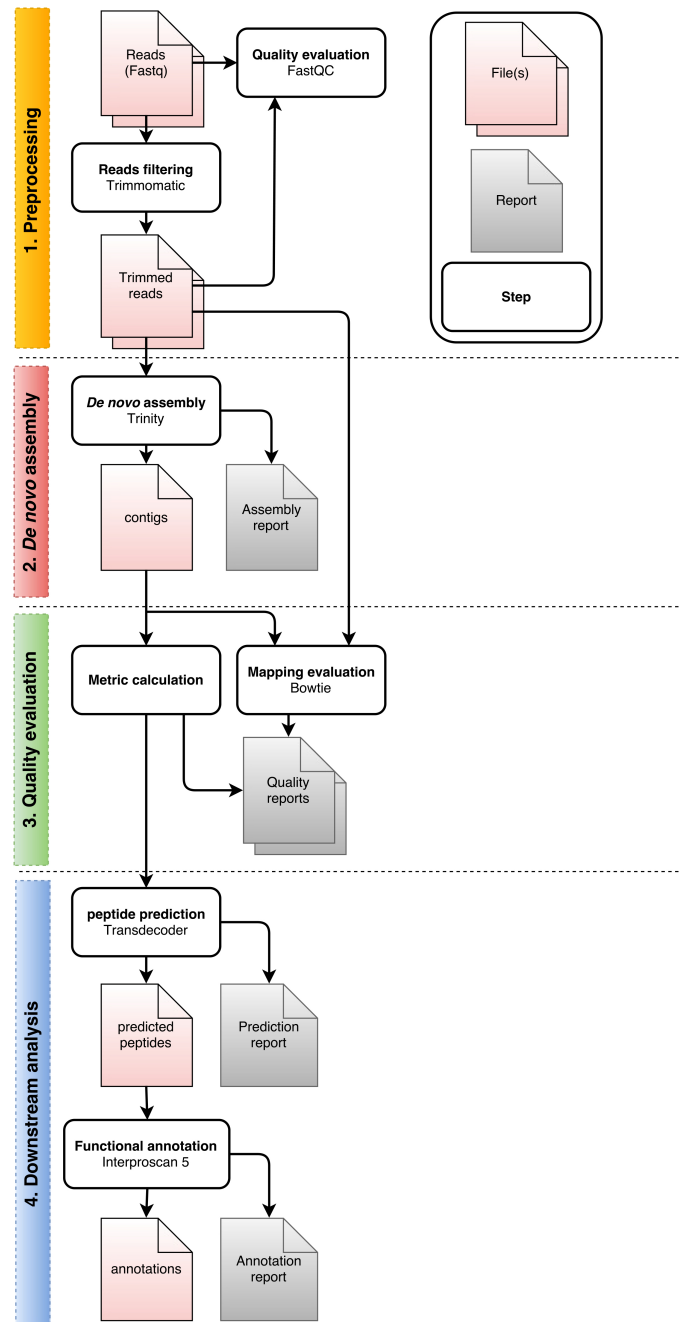 1. Preprocessing
Reads
(Fastq)
Quality evaluation
FastQC
Reads filtering
Trimmomatic
Trimmed
reads
File(s)
Report
Step
2. De novo assembly
De novo assembly
Trinity
contigs
Assembly
report
3. Quality evaluation
Metric calculation
Mapping evaluation
Bowtie
Quality
reports
4. Downstream analysis
peptide prediction
Transdecoder
predicted
peptides
Prediction
report
Functional annotation
Interproscan 5
annotations
Annotation
report